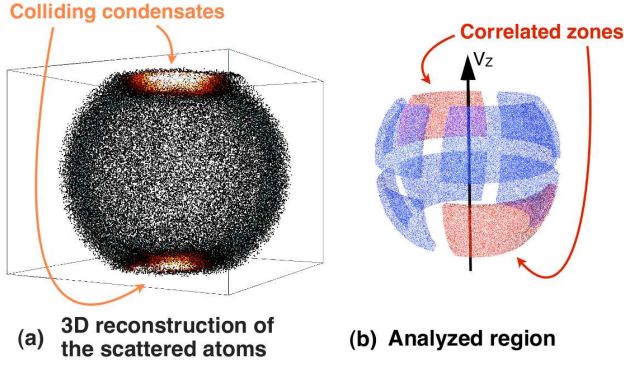 Colliding condensates
Correlated zones
Vz
(a) 3D reconstruction of
the scattered atoms
(b) Analyzed region